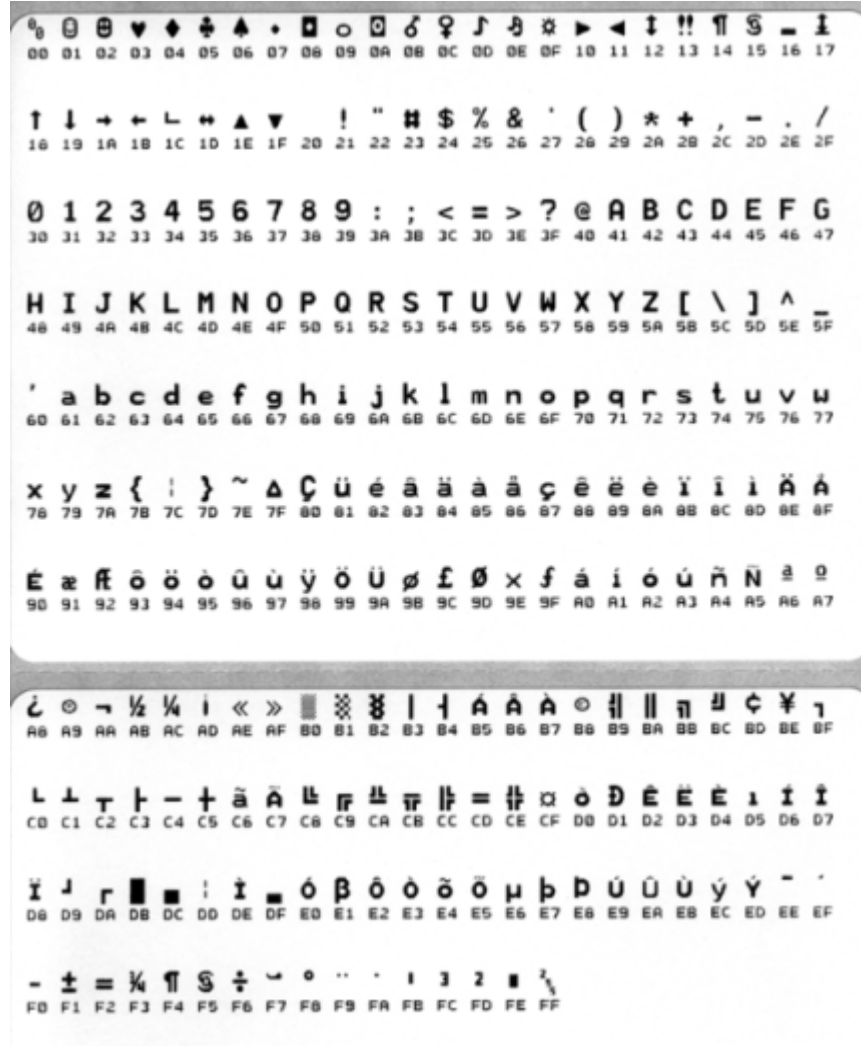 00 01 02 03 04 05 06 07 08 09 0A 0B 0C 0D 0E 0F 10 11 12 13 14 15 16 17
↑ ↓ → ← ∟ ↔ ▲ ▼ ! " # $ % & ' ( ) * + , - . /
18 19 1A 1B 1C 1D 1E 1F 20 21 22 23 24 25 26 27 28 29 2A 2B 2C 2D 2E 2F
0 1 2 3 4 5 6 7 8 9 : ; < = > ? @ A B C D E F G
30 31 32 33 34 35 36 37 38 39 3A 3B 3C 3D 3E 3F 40 41 42 43 44 45 46 47
H I J K L M N O P Q R S T U V W X Y Z [ \ ] ^ _
48 49 4A 4B 4C 4D 4E 4F 50 51 52 53 54 55 56 57 58 59 5A 5B 5C 5D 5E 5F
' a b c d e f g h i j k l m n o p q r s t u v w
60 61 62 63 64 65 66 67 68 69 6A 6B 6C 6D 6E 6F 70 71 72 73 74 75 76 77
x y z { ¦ } ~ Δ Ç ü é â ä à å ç ê ë è ï î ì Ä Å
78 79 7A 7B 7C 7D 7E 7F 80 81 82 83 84 85 86 87 88 89 8A 8B 8C 8D 8E 8F
É æ Æ ô ö ò û ù ÿ Ö Ü ø £ Ø × ƒ á í ó ú ñ Ñ ª º
90 91 92 93 94 95 96 97 98 99 9A 9B 9C 9D 9E 9F A0 A1 A2 A3 A4 A5 A6 A7
¿ ® ¬ ½ ¼ ¡ « » ░ ▒ ▓ │ ┤ Á Â À © ╣ ║ ╗ ╝ ¢ ¥ ┐
A8 A9 AA AB AC AD AE AF B0 B1 B2 B3 B4 B5 B6 B7 B8 B9 BA BB BC BD BE BF
└ ┴ ┬ ├ ─ ┼ ã Ã ╚ ╔ ╩ ╦ ╠ = ╬ ¤ ð Ð Ê Ë È ı Í Î
C0 C1 C2 C3 C4 C5 C6 C7 C8 C9 CA CB CC CD CE CF D0 D1 D2 D3 D4 D5 D6 D7
Ï ┘ ┌ █ ▄ ¦ Ì ▄ Ó β Ô Ò õ Õ µ þ Þ Ú Û Ù ý Ý ¯ ´
D8 D9 DA DB DC DD DE DF E0 E1 E2 E3 E4 E5 E6 E7 E8 E9 EA EB EC ED EE EF
- ± = ¾ ¶ § ÷ ¸ ° ¨ · ¹ ³ ² ■
F0 F1 F2 F3 F4 F5 F6 F7 F8 F9 FA FB FC FD FE FF